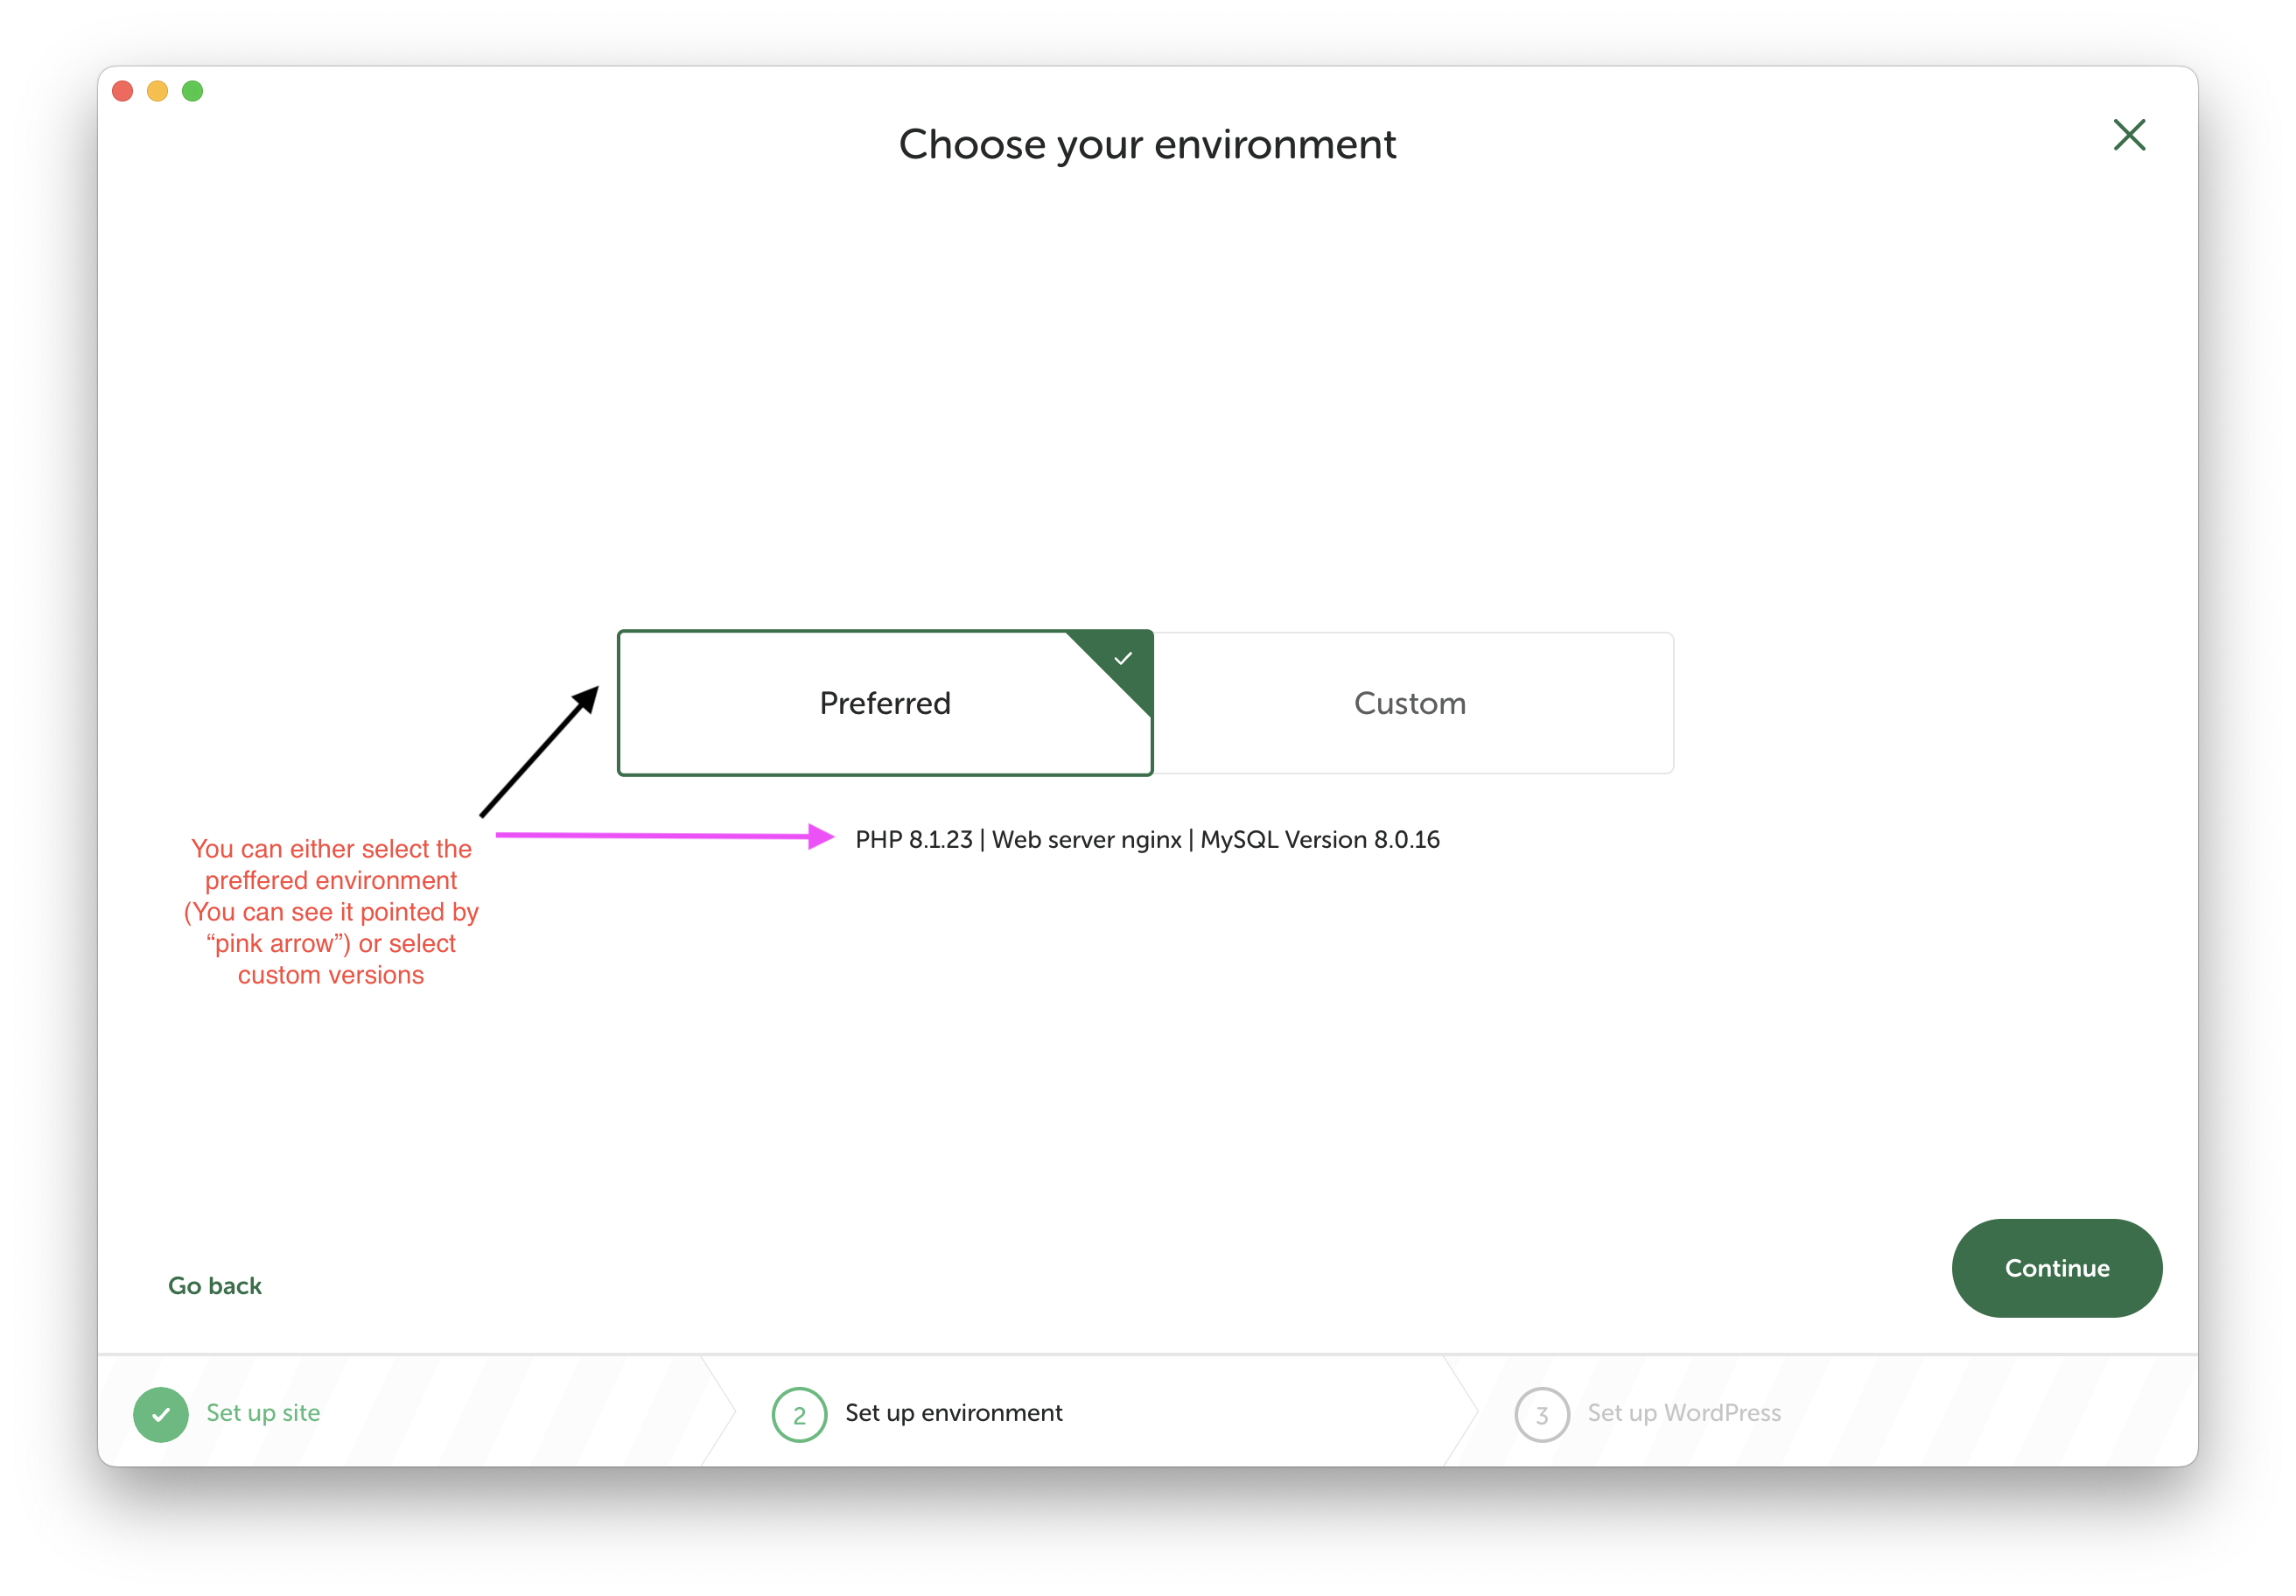 Choose your environment
Preferred
Custom
PHP 8.1.23 | Web server nginx | MySQL Version 8.0.16
You can either select the
preffered environment
(You can see it pointed by
“pink arrow”) or select
custom versions
Go back
Continue
Set up site
2 Set up environment
3 Set up WordPress